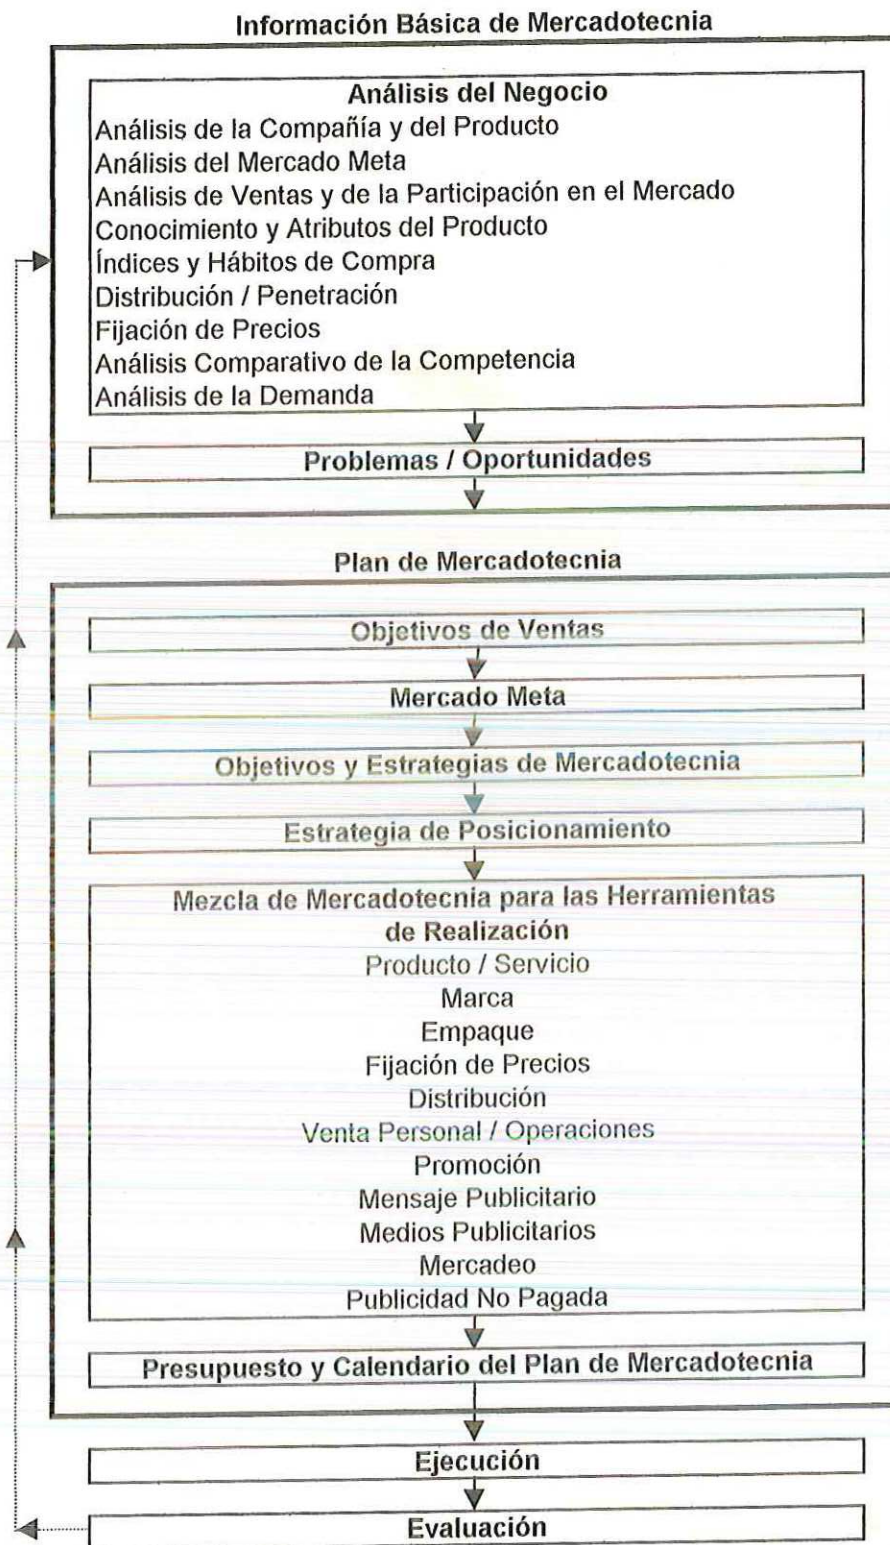 Información Básica de Mercadotecnia
Análisis del Negocio
Análisis de la Compañía y del Producto
Análisis del Mercado Meta
Análisis de Ventas y de la Participación en el Mercado
Conocimiento y Atributos del Producto
Índices y Hábitos de Compra
Distribución / Penetración
Fijación de Precios
Análisis Comparativo de la Competencia
Análisis de la Demanda
Problemas / Oportunidades
Plan de Mercadotecnia
Objetivos de Ventas
Mercado Meta
Objetivos y Estrategias de Mercadotecnia
Estrategia de Posicionamiento
Mezcla de Mercadotecnia para las Herramientas
de Realización
Producto / Servicio
Marca
Empaque
Fijación de Precios
Distribución
Venta Personal / Operaciones
Promoción
Mensaje Publicitario
Medios Publicitarios
Mercadeo
Publicidad No Pagada
Presupuesto y Calendario del Plan de Mercadotecnia
Ejecución
Evaluación